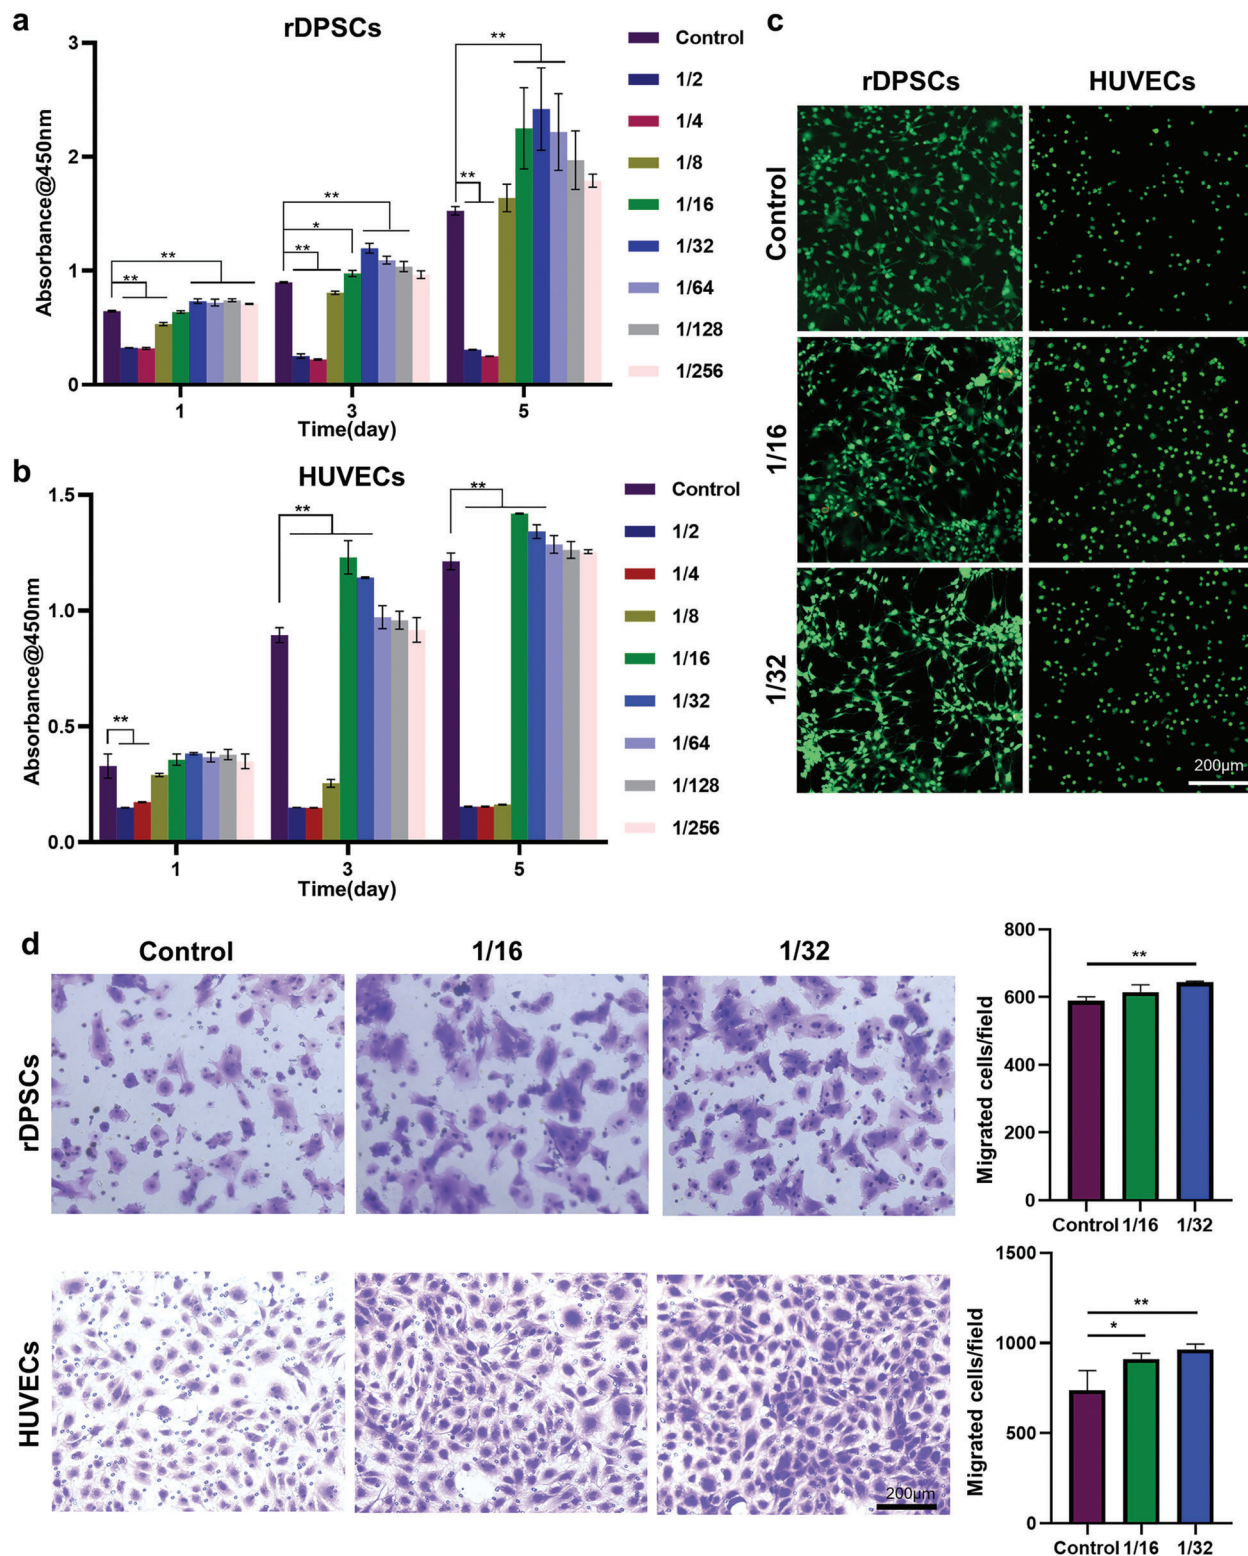 a
rDPSCs
Absorbance@450nm
3
2
1
0
**
**
**
*
**
**
**
1
3
5
Time(day)
Control
1/2
1/4
1/8
1/16
1/32
1/64
1/128
1/256
b
HUVECs
Absorbance@450nm
1.5
1.0
0.5
0.0
**
**
**
1
3
5
Time(day)
Control
1/2
1/4
1/8
1/16
1/32
1/64
1/128
1/256
c
rDPSCs HUVECs
Control
1/16
1/32
200μm
d
Control 1/16 1/32
rDPSCs
HUVECs
200μm
Migrated cells/field
800
600
400
200
0
**
Control 1/16 1/32
Migrated cells/field
1500
1000
500
0
**
*
Control 1/16 1/32